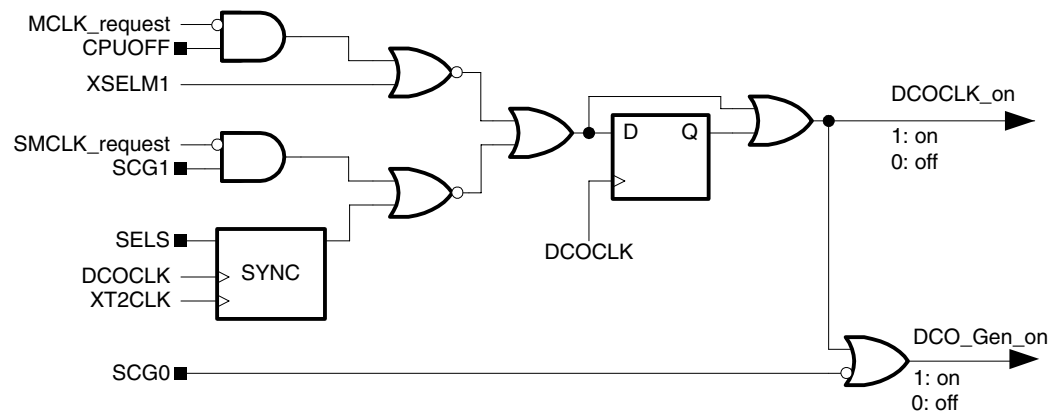 MCLK_request
CPUOFF
XSELM1
SMCLK_request
SCG1
SELS
DCOCLK
XT2CLK
SYNC
SCG0
D Q
DCOCLK
DCOCLK_on
1: on
0: off
DCO_Gen_on
1: on
0: off